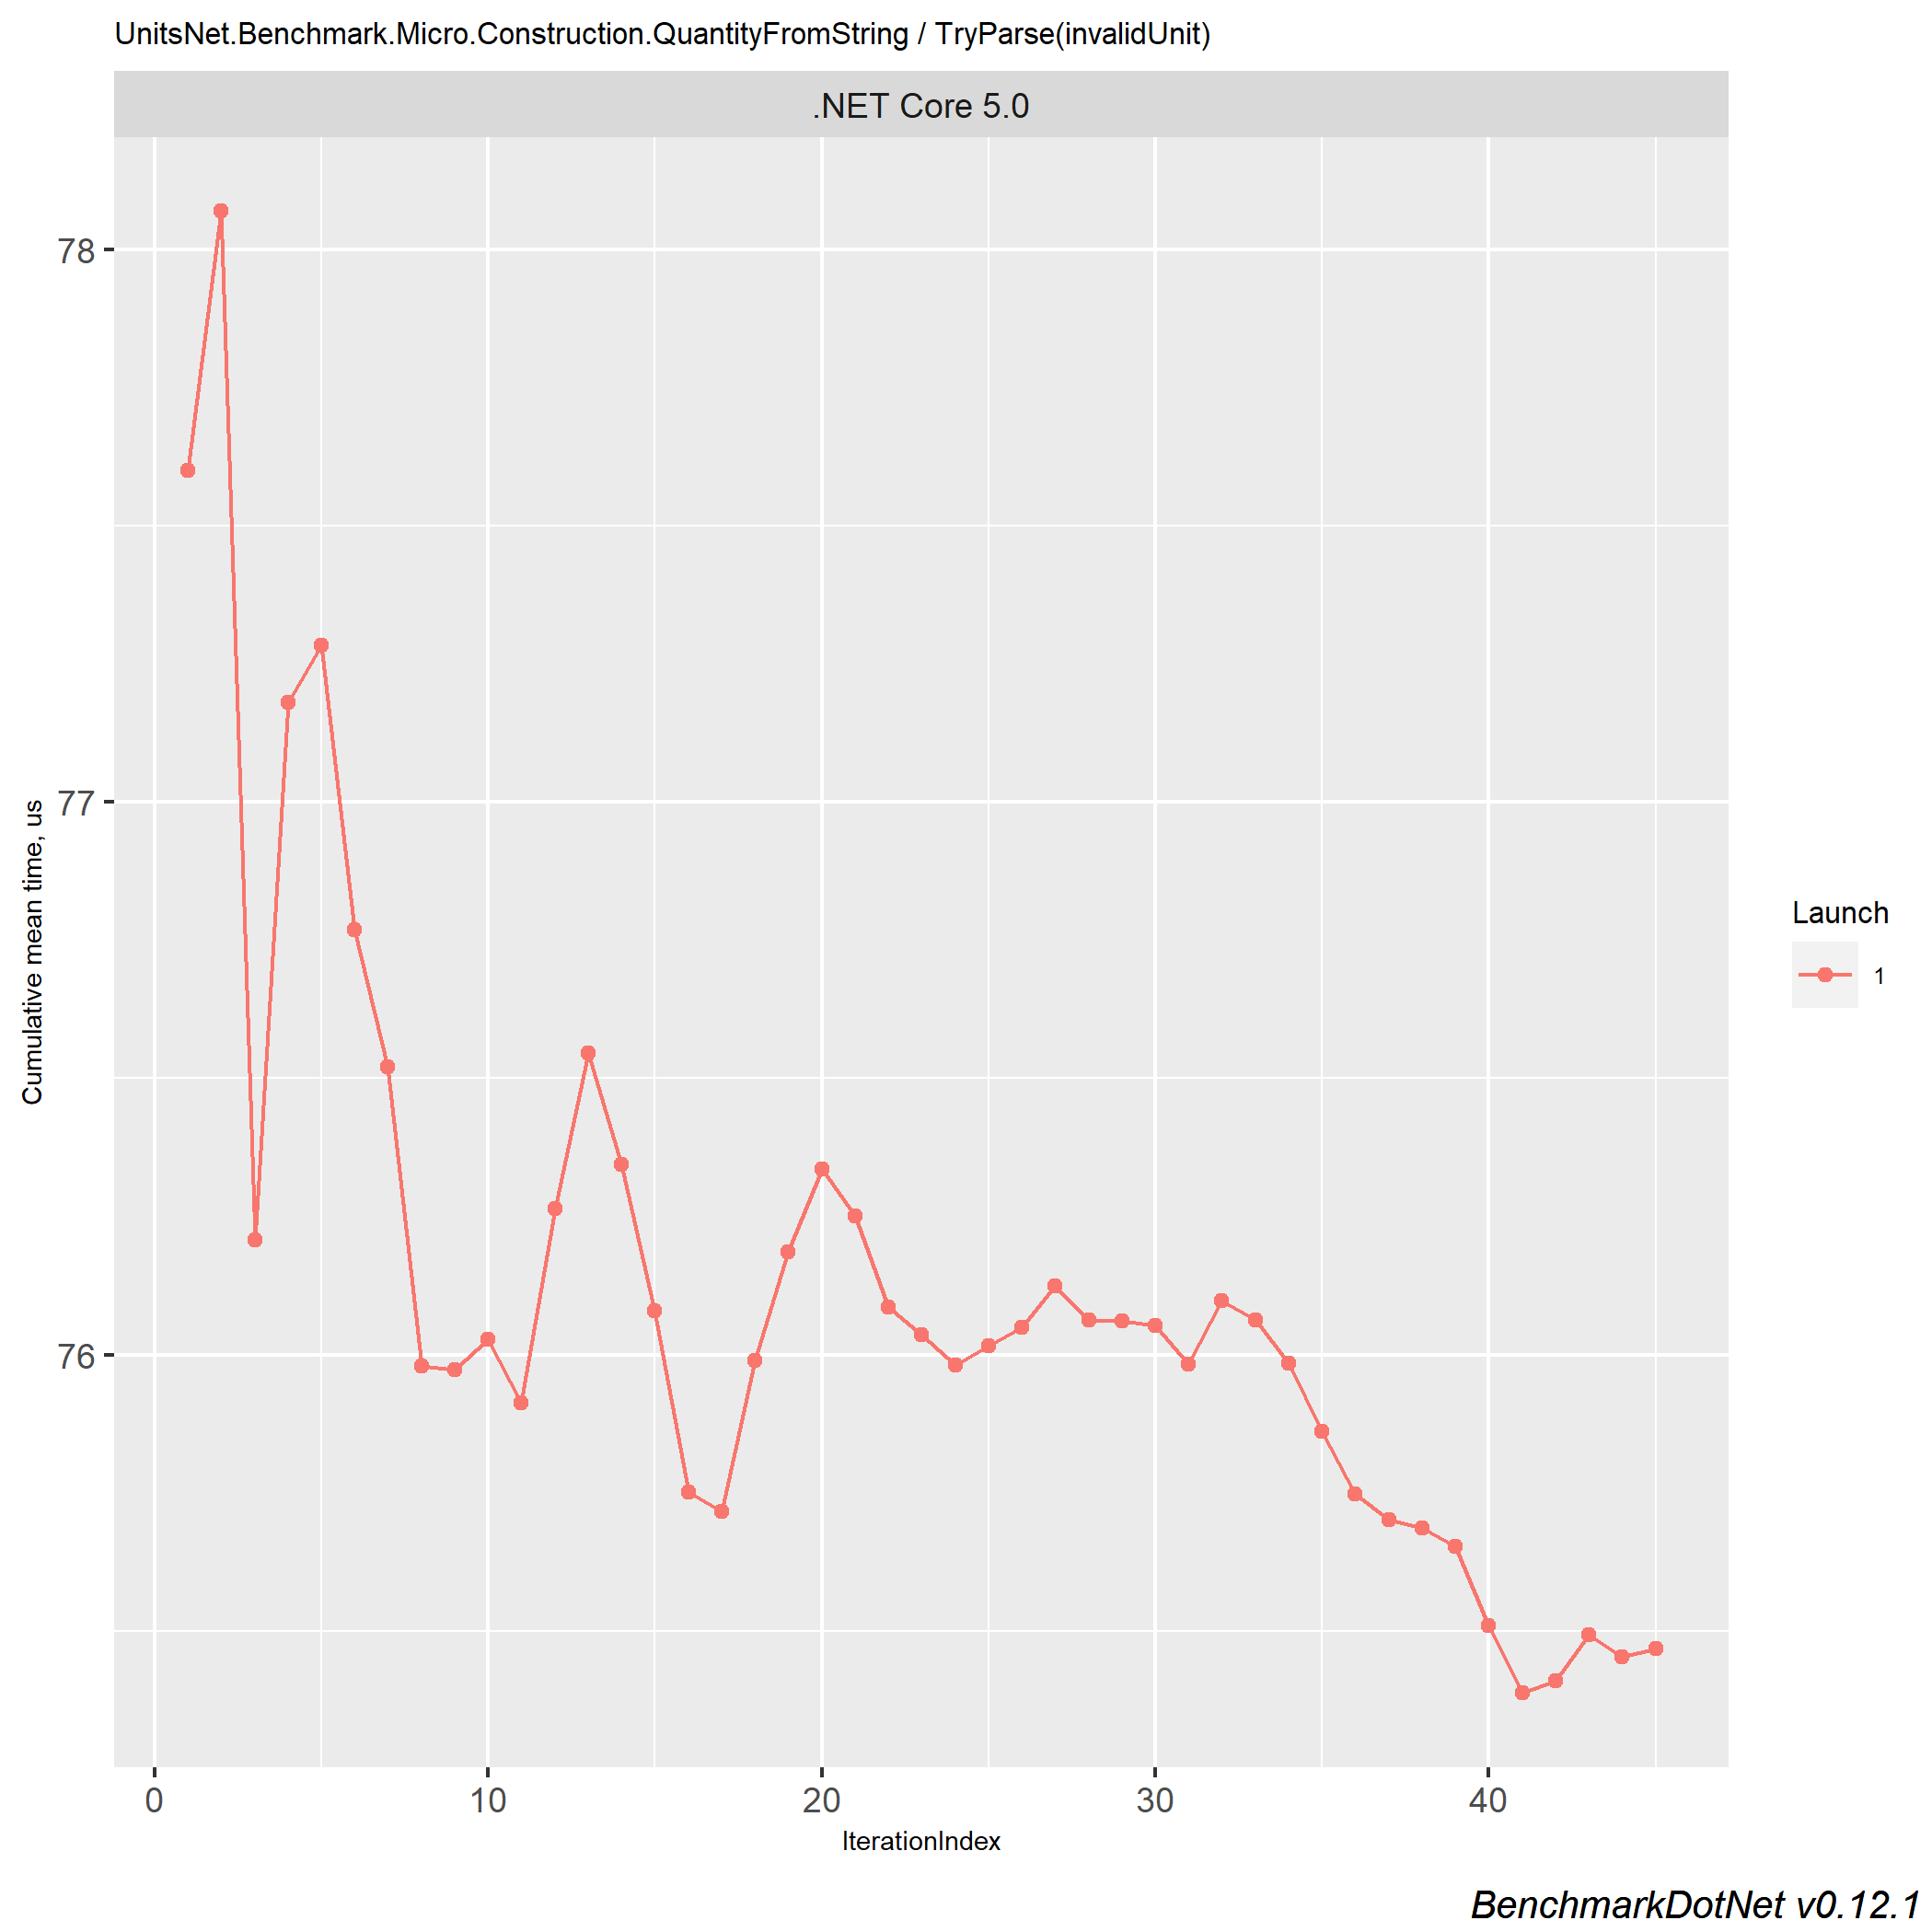 UnitsNet.Benchmark.Micro.Construction.QuantityFromString / TryParse(invalidUnit)
.NET Core 5.0
78
77
76
Cumulative mean time, us
0 10 20 30 40
IterationIndex
Launch
1
BenchmarkDotNet v0.12.1